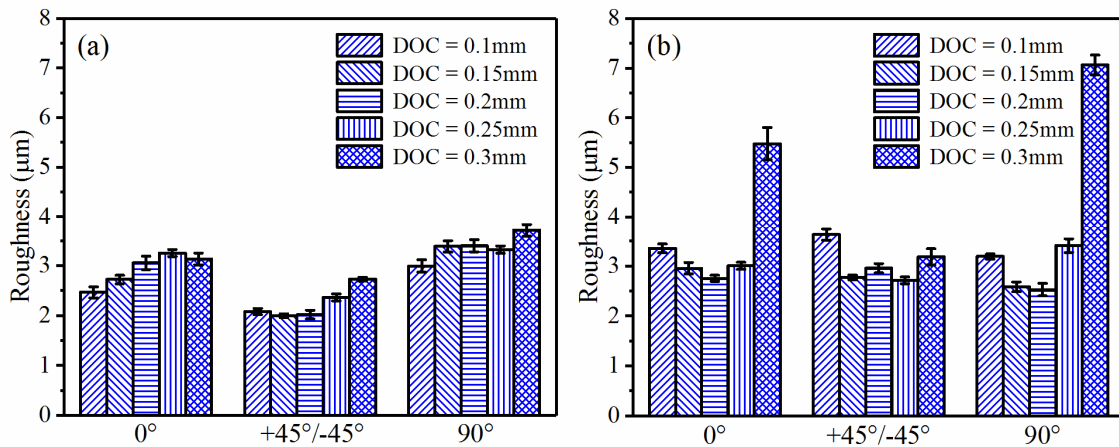 (a)
Roughness (μm)
8
7
6
5
4
3
2
1
0
DOC = 0.1mm
DOC = 0.15mm
DOC = 0.2mm
DOC = 0.25mm
DOC = 0.3mm
0°
+45°/-45°
90°
(b)
Roughness (μm)
8
7
6
5
4
3
2
1
0
DOC = 0.1mm
DOC = 0.15mm
DOC = 0.2mm
DOC = 0.25mm
DOC = 0.3mm
0°
+45°/-45°
90°